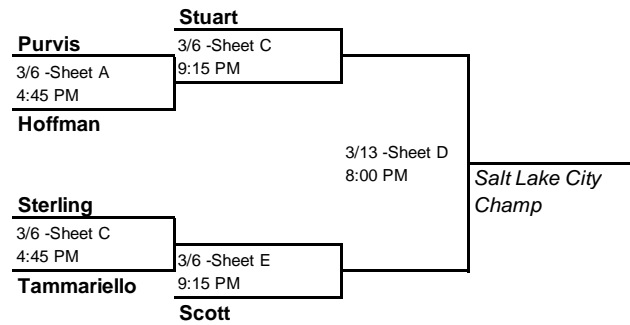 Stuart
Purvis
3/6 -Sheet C
9:15 PM
3/6 -Sheet A
4:45 PM
Hoffman
3/13 -Sheet D
8:00 PM
Salt Lake City
Champ
Sterling
3/6 -Sheet C
4:45 PM
3/6 -Sheet E
9:15 PM
Tammariello
Scott